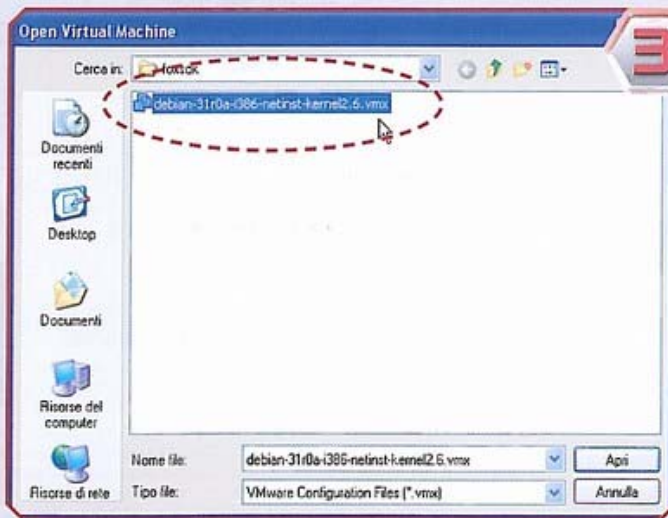 Open Virtual Machine
3
Cerca in:
debian-31r0a-i386-netinst-kernel2.6.vmx
Documenti recenti
Desktop
Documenti
Risorse del computer
Risorse di rete
Nome file: debian-31r0a-i386-netinst-kernel2.6.vmx Apri
Tipo file: VMware Configuration Files (*.vmx) Annulla